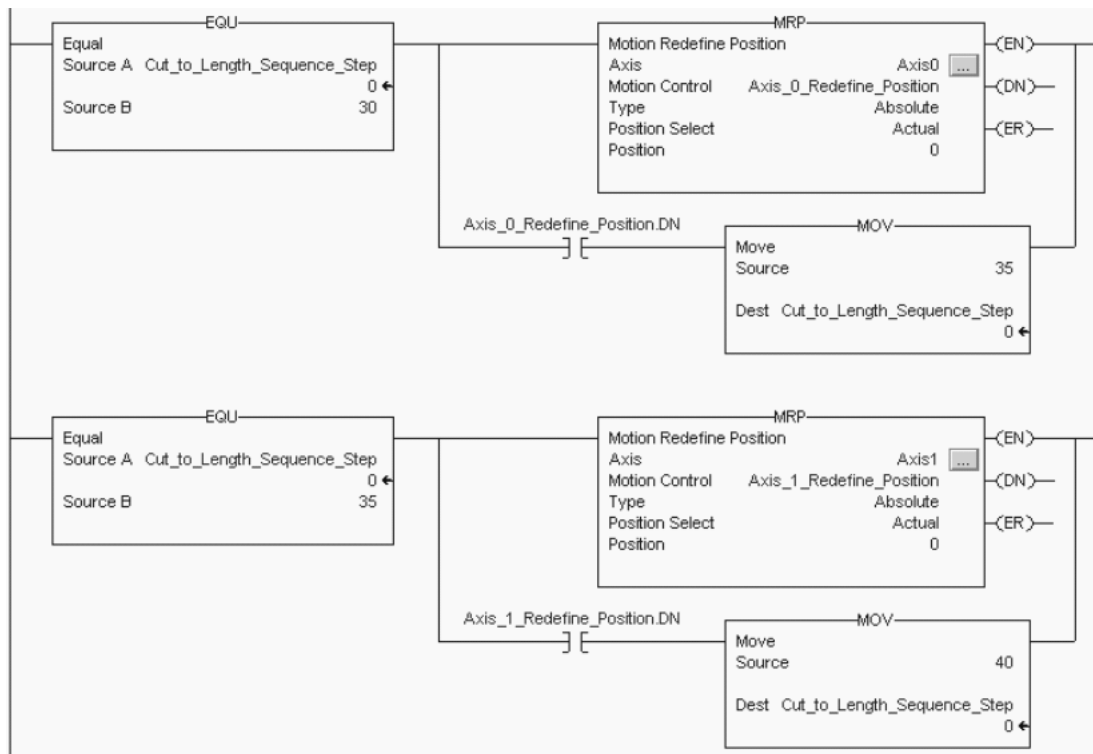 EQU
Equal
Source A Cut_to_Length_Sequence_Step
0
Source B 30
MRP
Motion Redefine Position
Axis Axis0 ...
Motion Control Axis_0_Redefine_Position
Type Absolute
Position Select Actual
Position 0
EN
DN
ER
Axis_0_Redefine_Position.DN
MOV
Move
Source 35
Dest Cut_to_Length_Sequence_Step
0
EQU
Equal
Source A Cut_to_Length_Sequence_Step
0
Source B 35
MRP
Motion Redefine Position
Axis Axis1 ...
Motion Control Axis_1_Redefine_Position
Type Absolute
Position Select Actual
Position 0
EN
DN
ER
Axis_1_Redefine_Position.DN
MOV
Move
Source 40
Dest Cut_to_Length_Sequence_Step
0